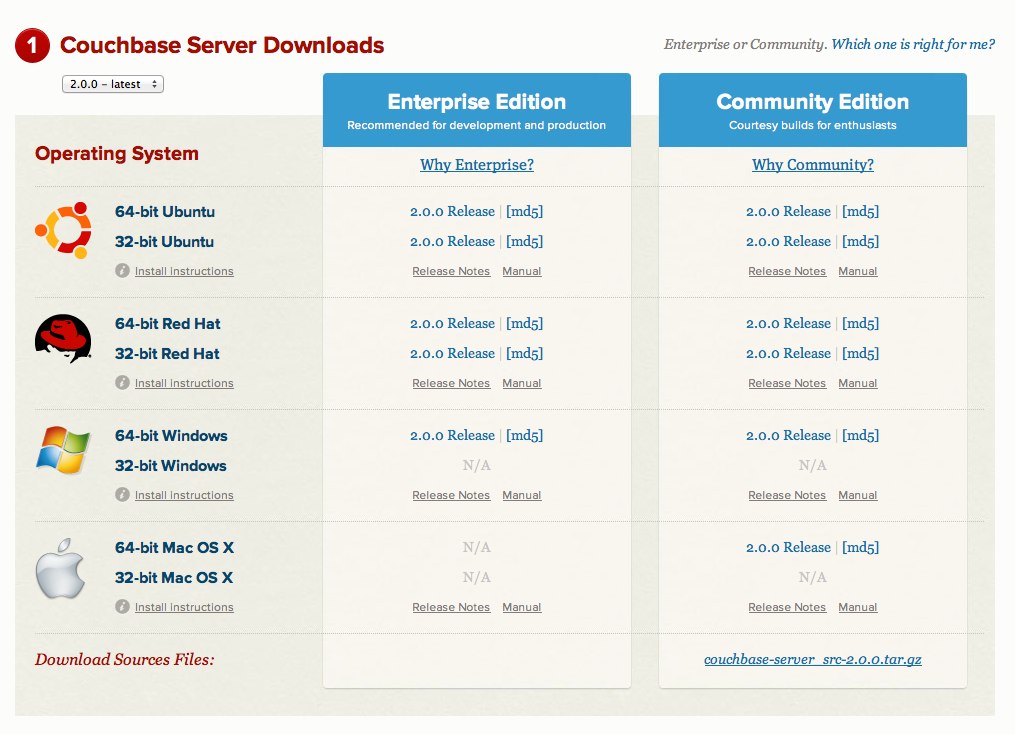 1 Couchbase Server Downloads
Enterprise or Community. Which one is right for me?
2.0.0 – latest
Enterprise Edition
Recommended for development and production
Community Edition
Courtesy builds for enthusiasts
Operating System
Why Enterprise?
Why Community?
64-bit Ubuntu 2.0.0 Release | [md5] 2.0.0 Release | [md5]
32-bit Ubuntu 2.0.0 Release | [md5] 2.0.0 Release | [md5]
i Install instructions Release Notes Manual Release Notes Manual
64-bit Red Hat 2.0.0 Release | [md5] 2.0.0 Release | [md5]
32-bit Red Hat 2.0.0 Release | [md5] 2.0.0 Release | [md5]
i Install instructions Release Notes Manual Release Notes Manual
64-bit Windows 2.0.0 Release | [md5] 2.0.0 Release | [md5]
32-bit Windows N/A N/A
i Install instructions Release Notes Manual Release Notes Manual
64-bit Mac OS X N/A 2.0.0 Release | [md5]
32-bit Mac OS X N/A N/A
i Install instructions Release Notes Manual Release Notes Manual
Download Sources Files: couchbase-server_src-2.0.0.tar.gz